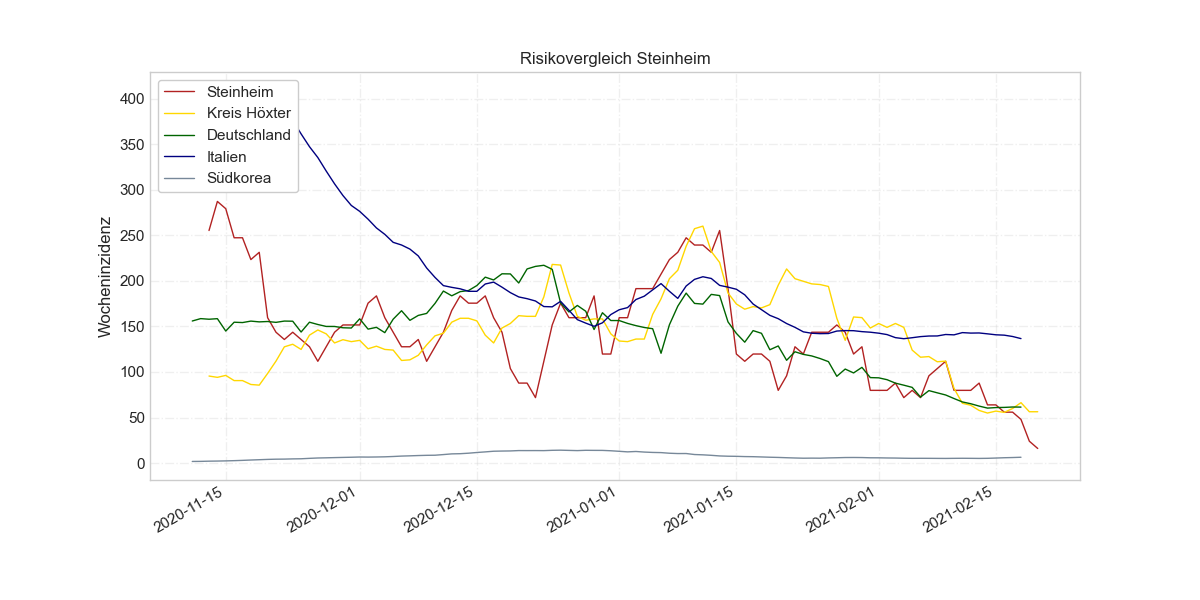 Risikovergleich Steinheim
Wocheninzidenz
400
350
300
250
200
150
100
50
0
Steinheim
Kreis Höxter
Deutschland
Italien
Südkorea
2020-11-15
2020-12-01
2020-12-15
2021-01-01
2021-01-15
2021-02-01
2021-02-15